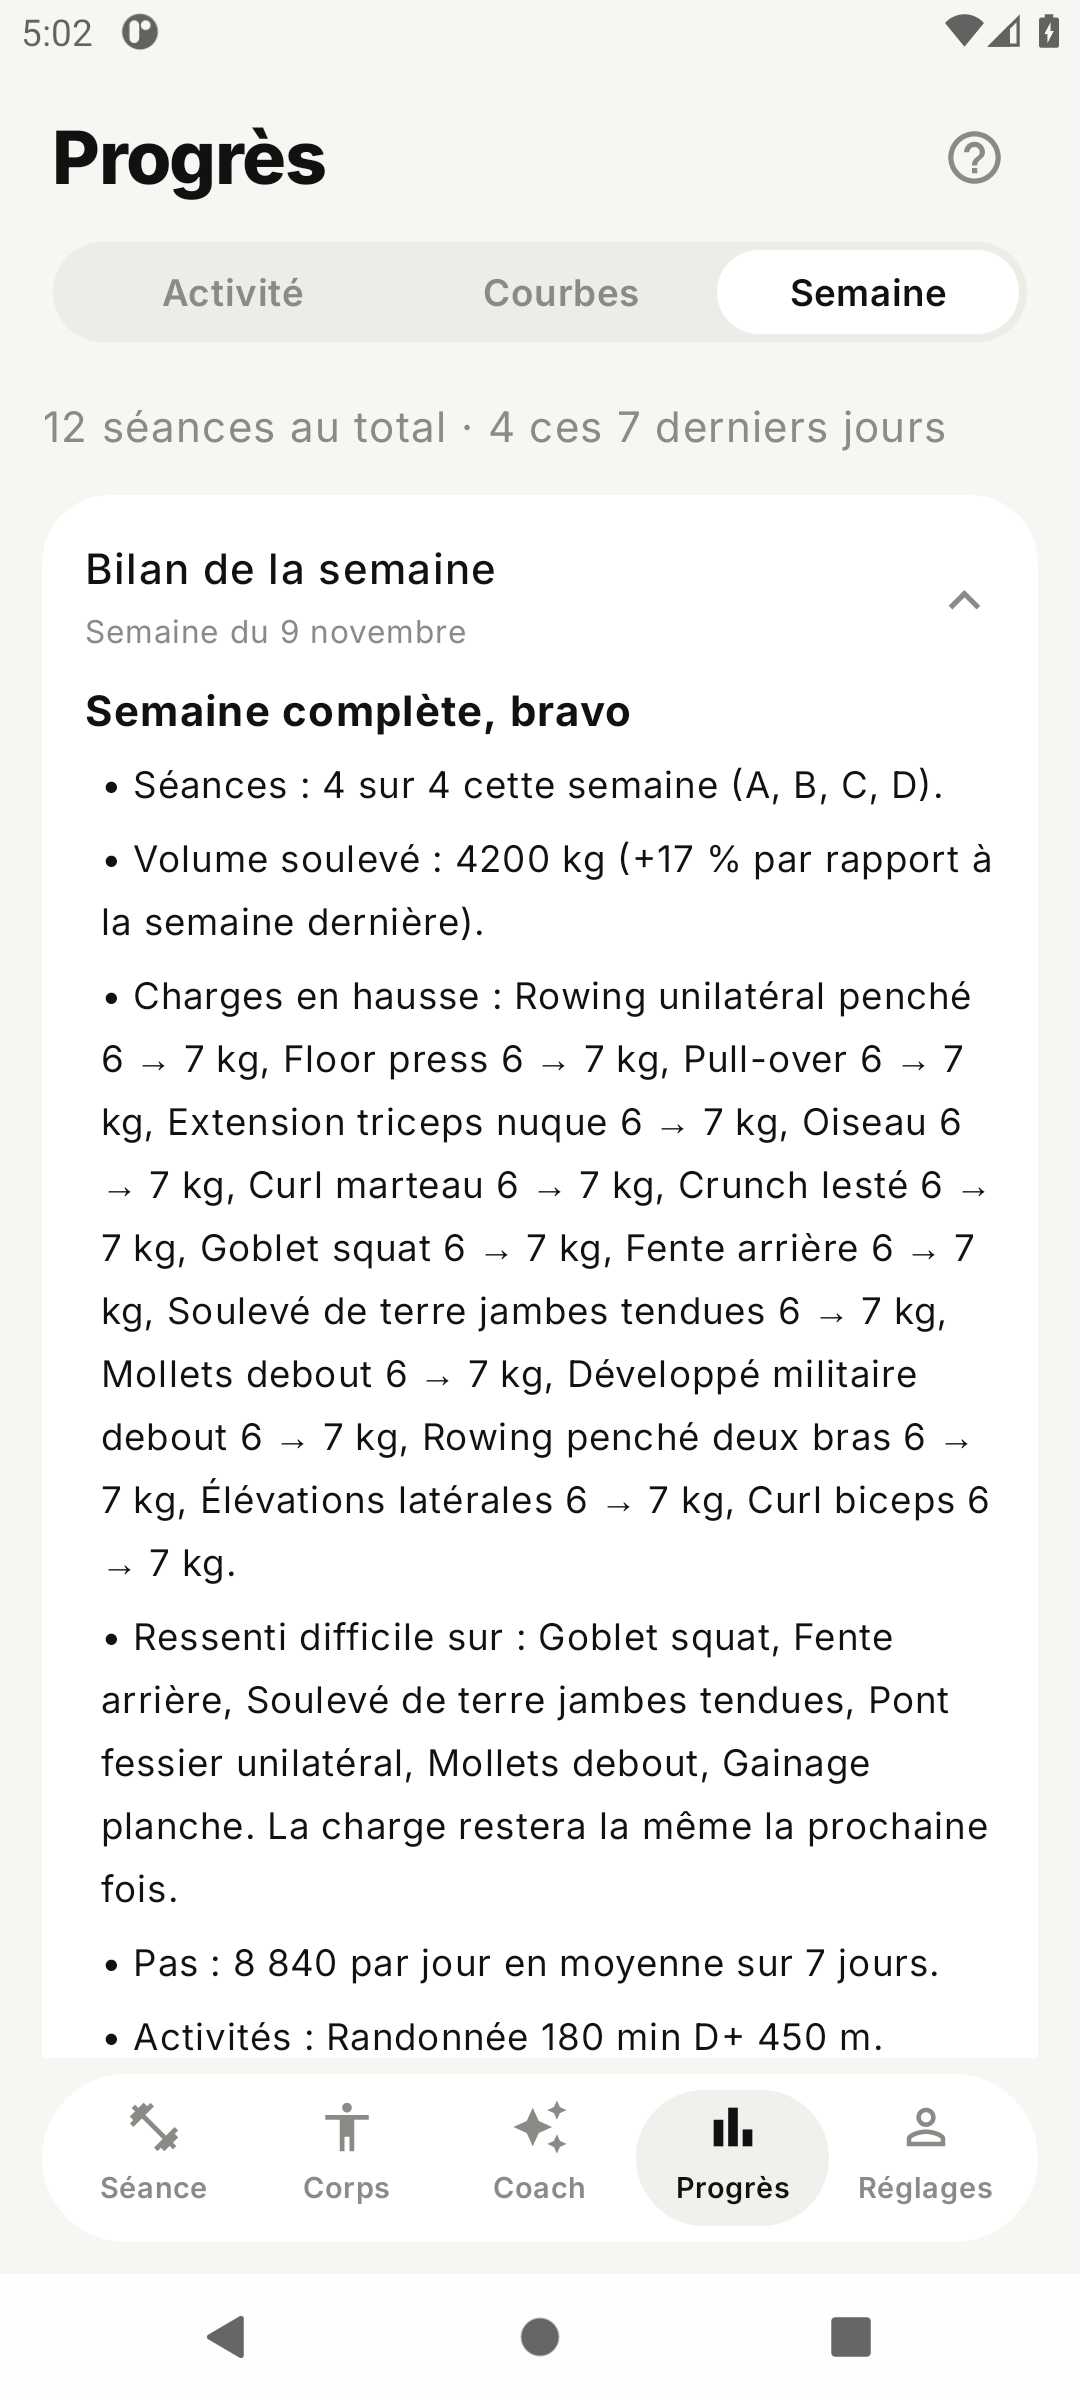 5:02
Progrès
Activité
Courbes
Semaine
12 séances au total · 4 ces 7 derniers jours
Bilan de la semaine
Semaine du 9 novembre
Semaine complète, bravo
• Séances : 4 sur 4 cette semaine (A, B, C, D).
• Volume soulevé : 4200 kg (+17 % par rapport à
la semaine dernière).
• Charges en hausse : Rowing unilatéral penché
6 → 7 kg, Floor press 6 → 7 kg, Pull-over 6 → 7
kg, Extension triceps nuque 6 → 7 kg, Oiseau 6
→ 7 kg, Curl marteau 6 → 7 kg, Crunch lesté 6 →
7 kg, Goblet squat 6 → 7 kg, Fente arrière 6 → 7
kg, Soulevé de terre jambes tendues 6 → 7 kg,
Mollets debout 6 → 7 kg, Développé militaire
debout 6 → 7 kg, Rowing penché deux bras 6 →
7 kg, Élévations latérales 6 → 7 kg, Curl biceps 6
→ 7 kg.
• Ressenti difficile sur : Goblet squat, Fente
arrière, Soulevé de terre jambes tendues, Pont
fessier unilatéral, Mollets debout, Gainage
planche. La charge restera la même la prochaine
fois.
• Pas : 8 840 par jour en moyenne sur 7 jours.
• Activités : Randonnée 180 min D+ 450 m.
Séance
Corps
Coach
Progrès
Réglages